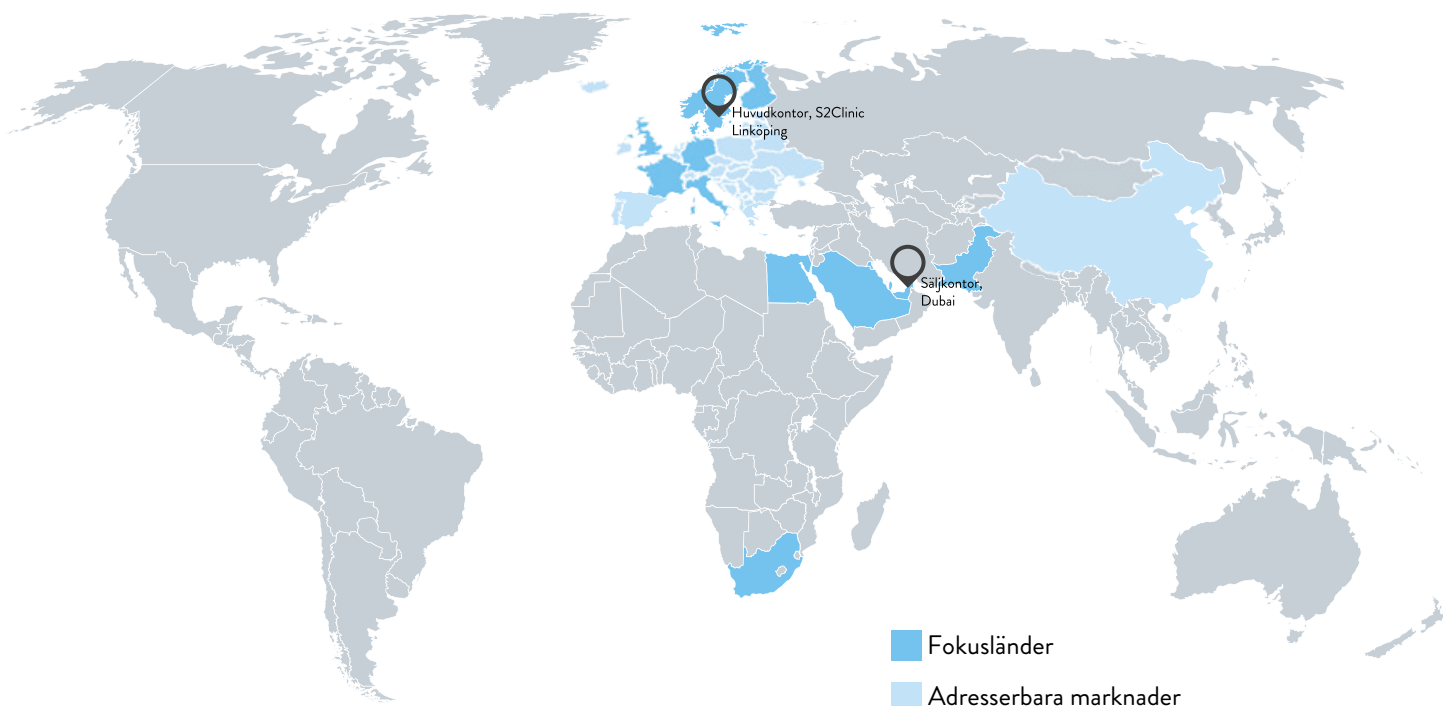 Huvudkontor, S2Clinic
Linköping
Säljkontor,
Dubai
Fokusländer
Adresserbara marknader